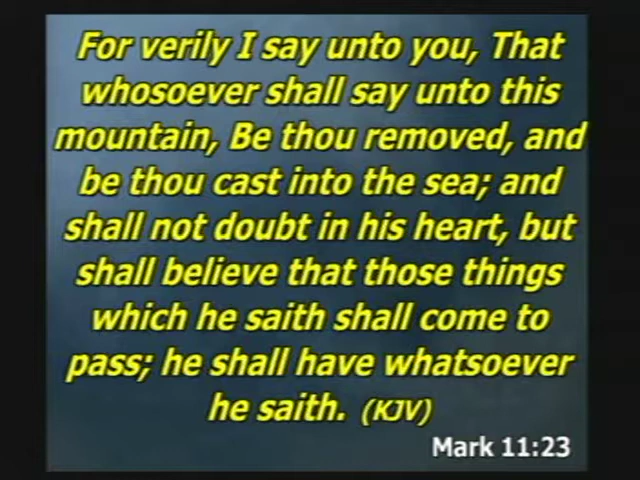 For verily I say unto you, That
whosoever shall say unto this
mountain, Be thou removed, and
be thou cast into the sea; and
shall not doubt in his heart, but
shall believe that those things
which he saith shall come to
pass; he shall have whatsoever
he saith. (KJV)
Mark 11:23